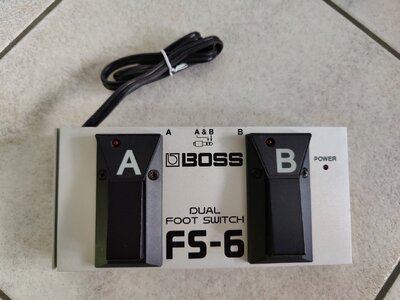 A A & B B
A
B
BOSS
POWER
DUAL
FOOT SWITCH
FS-6